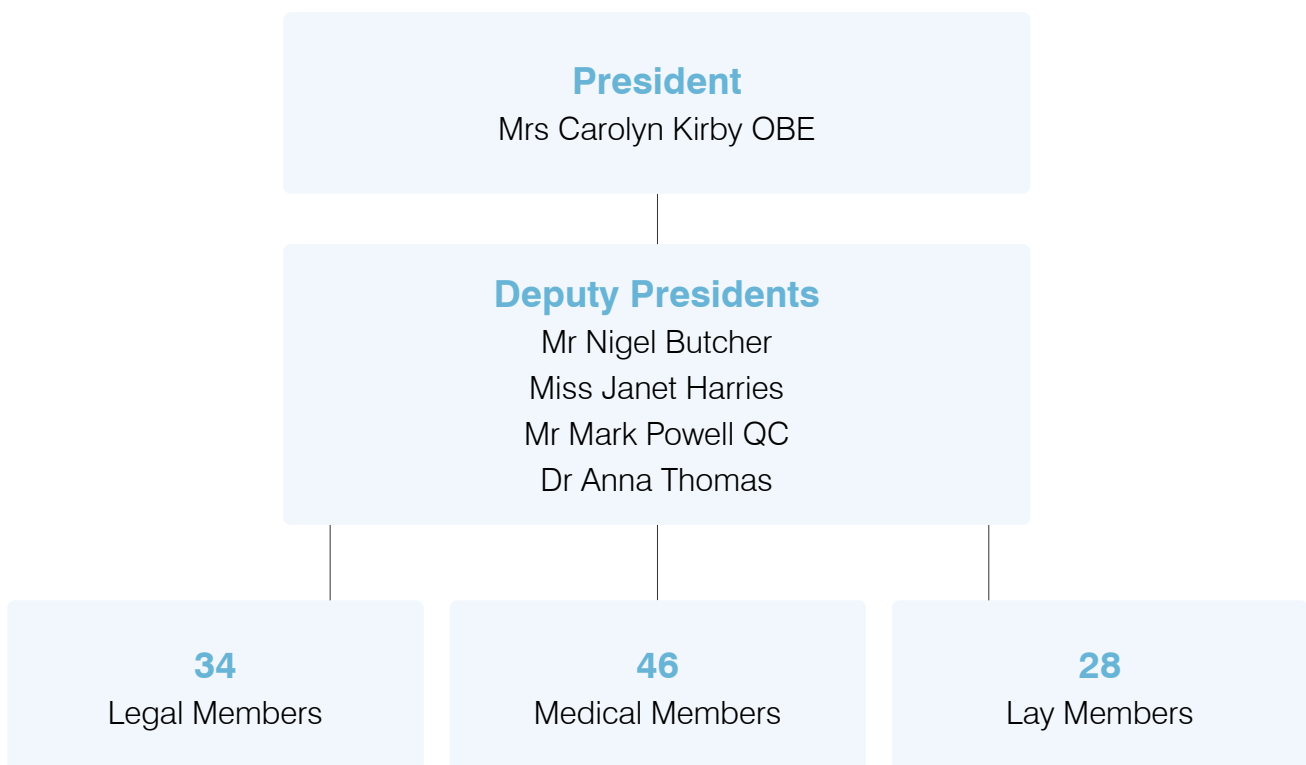 President
Mrs Carolyn Kirby OBE
Deputy Presidents
Mr Nigel Butcher
Miss Janet Harries
Mr Mark Powell QC
Dr Anna Thomas
34
Legal Members
46
Medical Members
28
Lay Members